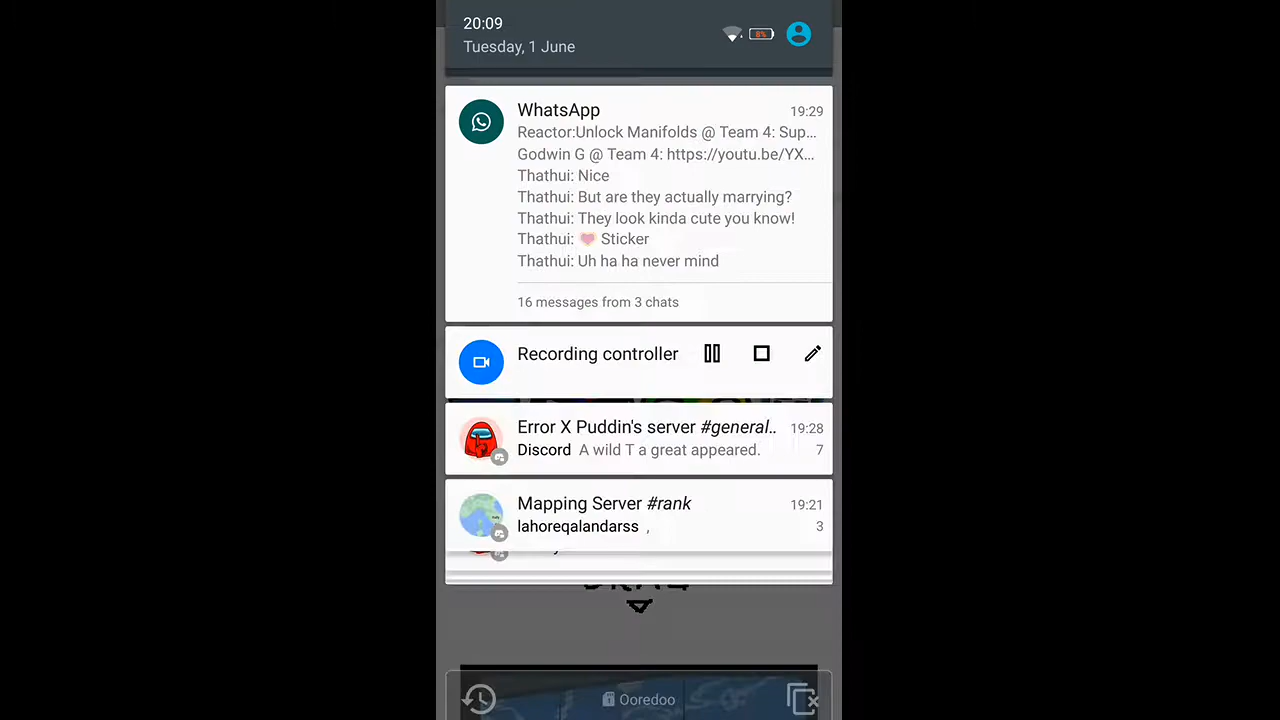 20:09
8%
Tuesday, 1 June
WhatsApp 19:29
Reactor:Unlock Manifolds @ Team 4: Sup...
Godwin G @ Team 4: https://youtu.be/YX...
Thathui: Nice
Thathui: But are they actually marrying?
Thathui: They look kinda cute you know!
Thathui: 💗 Sticker
Thathui: Uh ha ha never mind
16 messages from 3 chats
Recording controller
Error X Puddin's server #general.. 19:28
Discord A wild T a great appeared. 7
Mapping Server #rank 19:21
lahoreqalandarss , 3
Ooredoo